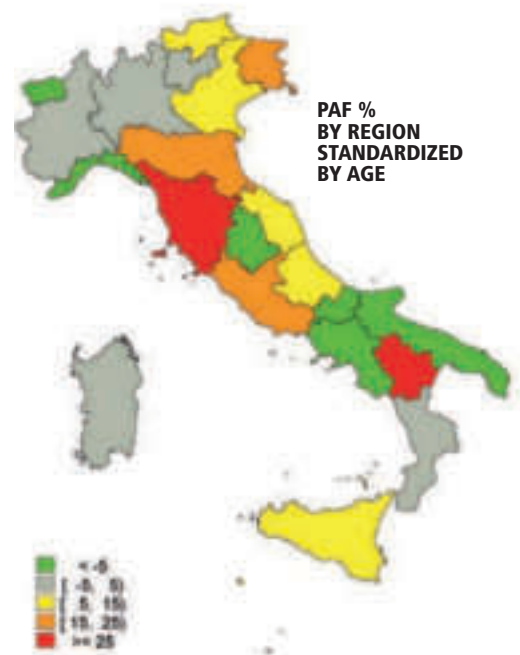 PAF %
BY REGION
STANDARDIZED
BY AGE
< -5
-5, 5)
5, 15)
15, 25)
>= 25